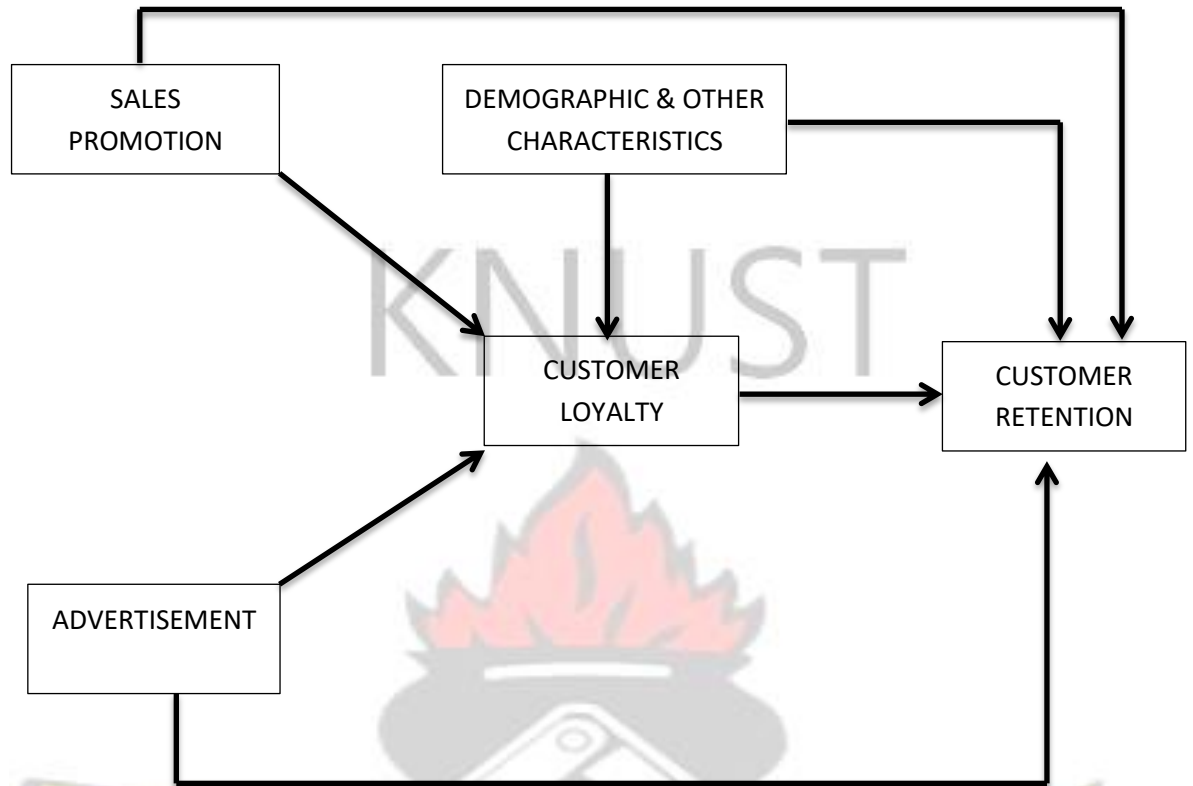 SALES
PROMOTION
DEMOGRAPHIC & OTHER
CHARACTERISTICS
KNUST
CUSTOMER
LOYALTY
CUSTOMER
RETENTION
ADVERTISEMENT